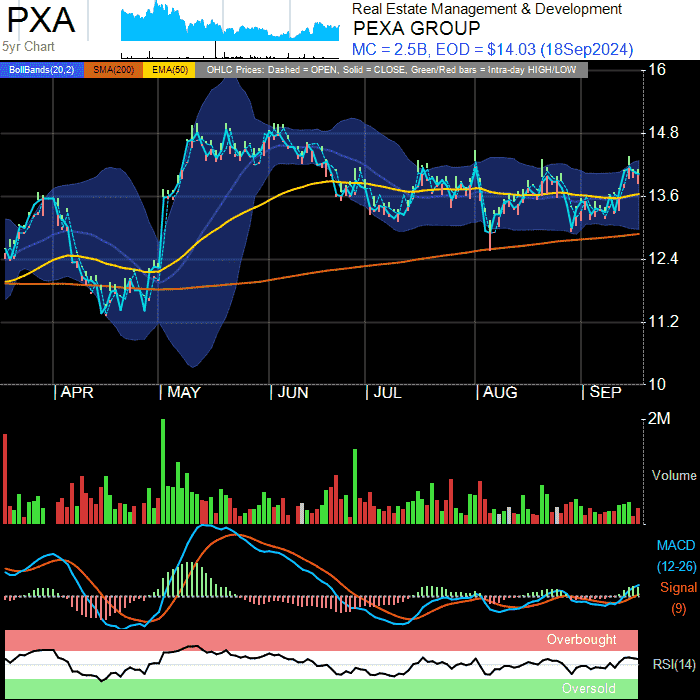 PXA
5yr Chart
Real Estate Management & Development
PEXA GROUP
MC = 2.5B, EOD = $14.03 (18Sep2024)
BollBands(20,2) SMA(200) EMA(50) OHLC Prices: Dashed = OPEN, Solid = CLOSE, Green/Red bars = Intra-day HIGH/LOW
16
14.8
13.6
12.4
11.2
10
APR MAY JUN JUL AUG SEP
2M
Volume
MACD
(12-26)
Signal
(9)
Overbought
RSI(14)
Oversold